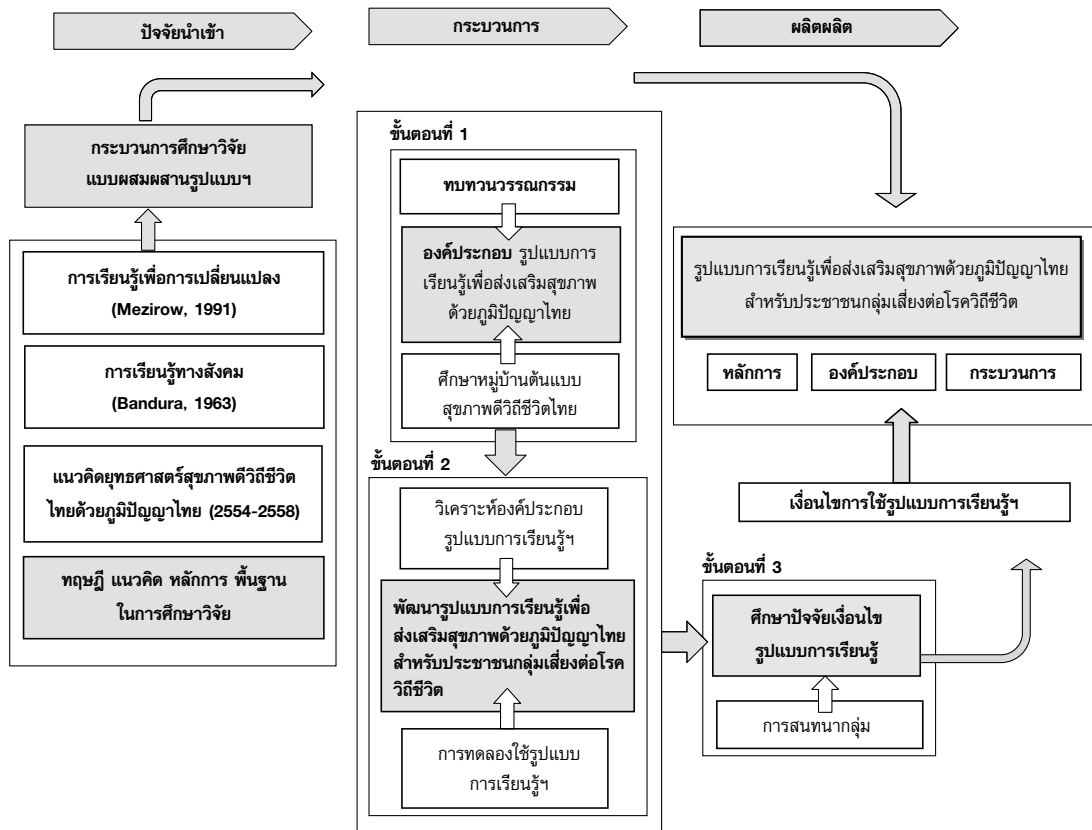 ปัจจัยนำเข้า
กระบวนการ
ผลิตผลิต
กระบวนการศึกษาวิจัย
แบบผสมผสานรูปแบบฯ
การเรียนรู้เพื่อการเปลี่ยนแปลง
(Mezirow, 1991)
การเรียนรู้ทางสังคม
(Bandura, 1963)
แนวคิดยุทธศาสตร์สุขภาพดีวิถีชีวิต
ไทยด้วยภูมิปัญญาไทย (2554-2558)
ทฤษฎี แนวคิด หลักการ พื้นฐาน
ในการศึกษาวิจัย
ขั้นตอนที่ 1
ทบทวนวรรณกรรม
องค์ประกอบ รูปแบบการ
เรียนรู้เพื่อส่งเสริมสุขภาพ
ด้วยภูมิปัญญาไทย
ศึกษาหมู่บ้านต้นแบบ
สุขภาพดีวิถีชีวิตไทย
ขั้นตอนที่ 2
วิเคราะห์องค์ประกอบ
รูปแบบการเรียนรู้ฯ
พัฒนารูปแบบการเรียนรู้เพื่อ
ส่งเสริมสุขภาพด้วยภูมิปัญญาไทย
สำหรับประชาชนกลุ่มเสี่ยงต่อโรค
วิถีชีวิต
การทดลองใช้รูปแบบ
การเรียนรู้ฯ
ขั้นตอนที่ 3
ศึกษาปัจจัยเงื่อนไข
รูปแบบการเรียนรู้
การสนทนากลุ่ม
รูปแบบการเรียนรู้เพื่อส่งเสริมสุขภาพด้วยภูมิปัญญาไทย
สำหรับประชาชนกลุ่มเสี่ยงต่อโรควิถีชีวิต
หลักการ
องค์ประกอบ
กระบวนการ
เงื่อนไขการใช้รูปแบบการเรียนรู้ฯ